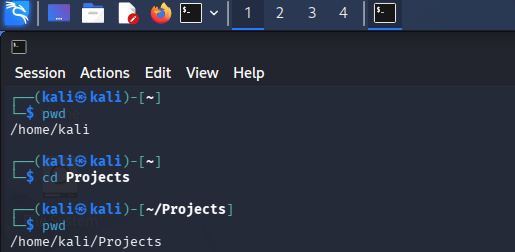 1 2 3 4
Session Actions Edit View Help
┌──(kali㉿kali)-[~]
└─$ pwd
/home/kali
┌──(kali㉿kali)-[~]
└─$ cd Projects
┌──(kali㉿kali)-[~/Projects]
└─$ pwd
/home/kali/Projects